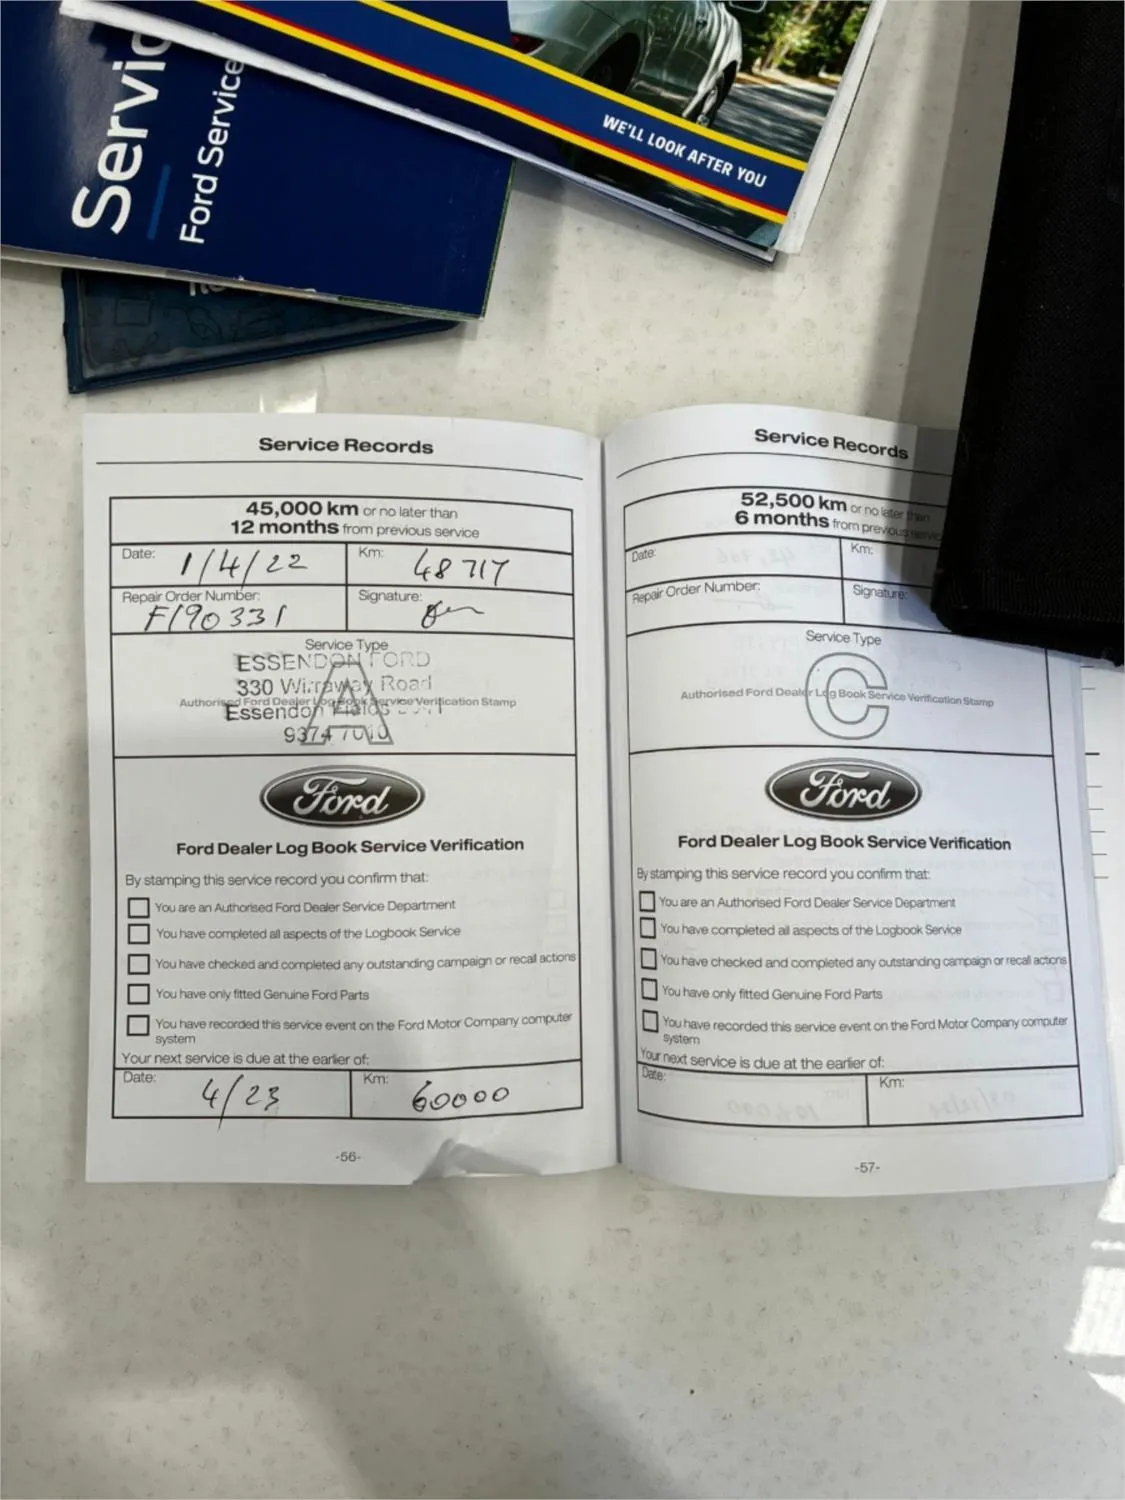 Servic
Ford Service
WE'LL LOOK AFTER YOU
Service Records
45,000 km or no later than
12 months from previous service
Date: 1/4/22
Km: 48 717
Repair Order Number: F190331
Signature:
Service Type
ESSENDON FORD
330 Wirraway Road
Authorised Ford Dealer Log Book Service Verification Stamp
Essendon Fields
9374 7010
A
Ford
Ford Dealer Log Book Service Verification
By stamping this service record you confirm that:
You are an Authorised Ford Dealer Service Department
You have completed all aspects of the Logbook Service
You have checked and completed any outstanding campaign or recall actions
You have only fitted Genuine Ford Parts
You have recorded this service event on the Ford Motor Company computer
system
Your next service is due at the earlier of:
Date: 4/23
Km: 60000
-56-
Service Records
52,500 km or no later than
6 months from previous service
Date:
Km:
Repair Order Number:
Signature:
Service Type
Authorised Ford Dealer Log Book Service Verification Stamp
C
Ford
Ford Dealer Log Book Service Verification
By stamping this service record you confirm that:
You are an Authorised Ford Dealer Service Department
You have completed all aspects of the Logbook Service
You have checked and completed any outstanding campaign or recall actions
You have only fitted Genuine Ford Parts
You have recorded this service event on the Ford Motor Company computer
system
Your next service is due at the earlier of:
Date:
Km:
-57-